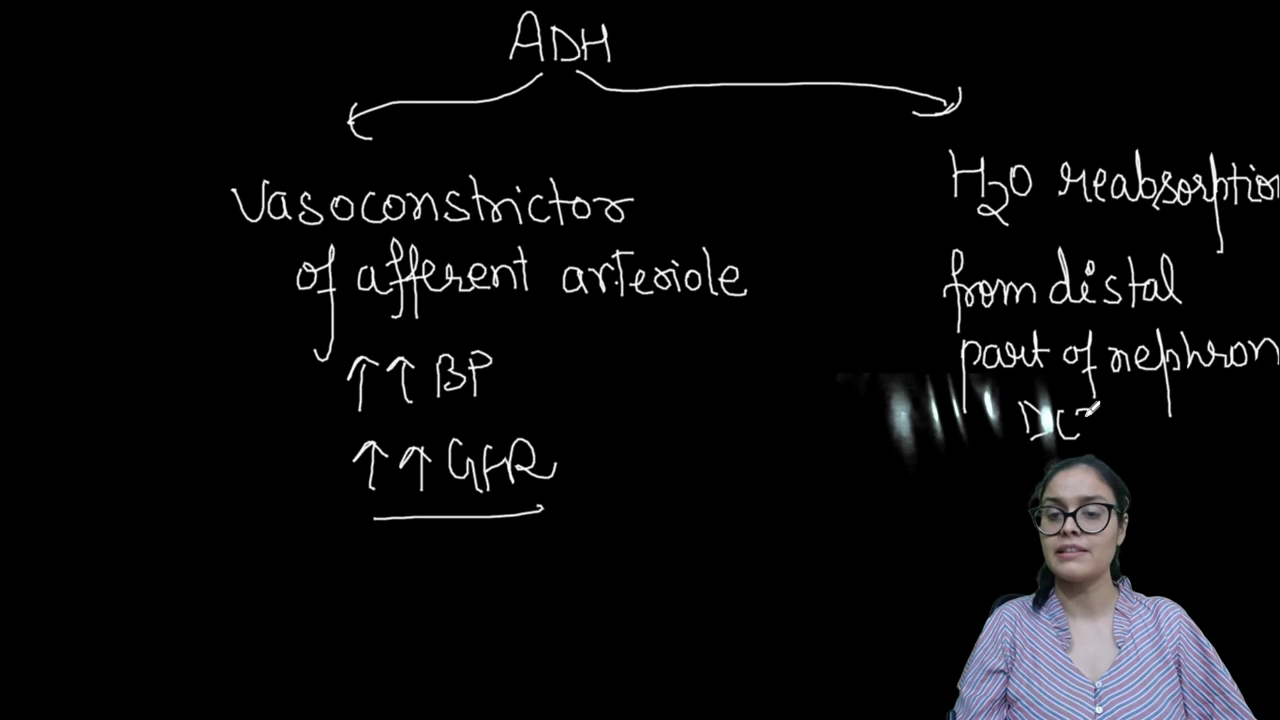 ADH
Vasoconstrictor
of afferent arteriole
↑↑ BP
↑↑ GFR
H₂O reabsorption
from distal
part of nephron
DC